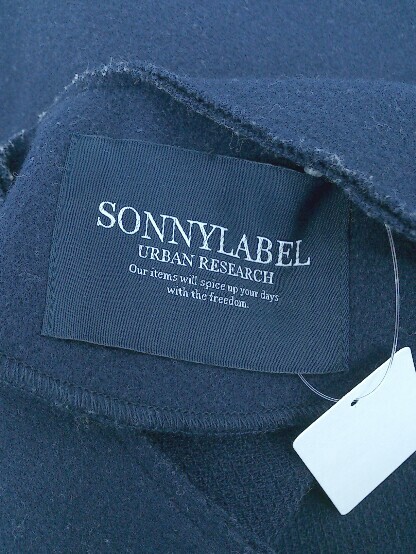 SONNYLABEL
URBAN RESEARCH
Our items will spice up your days
with the freedom.